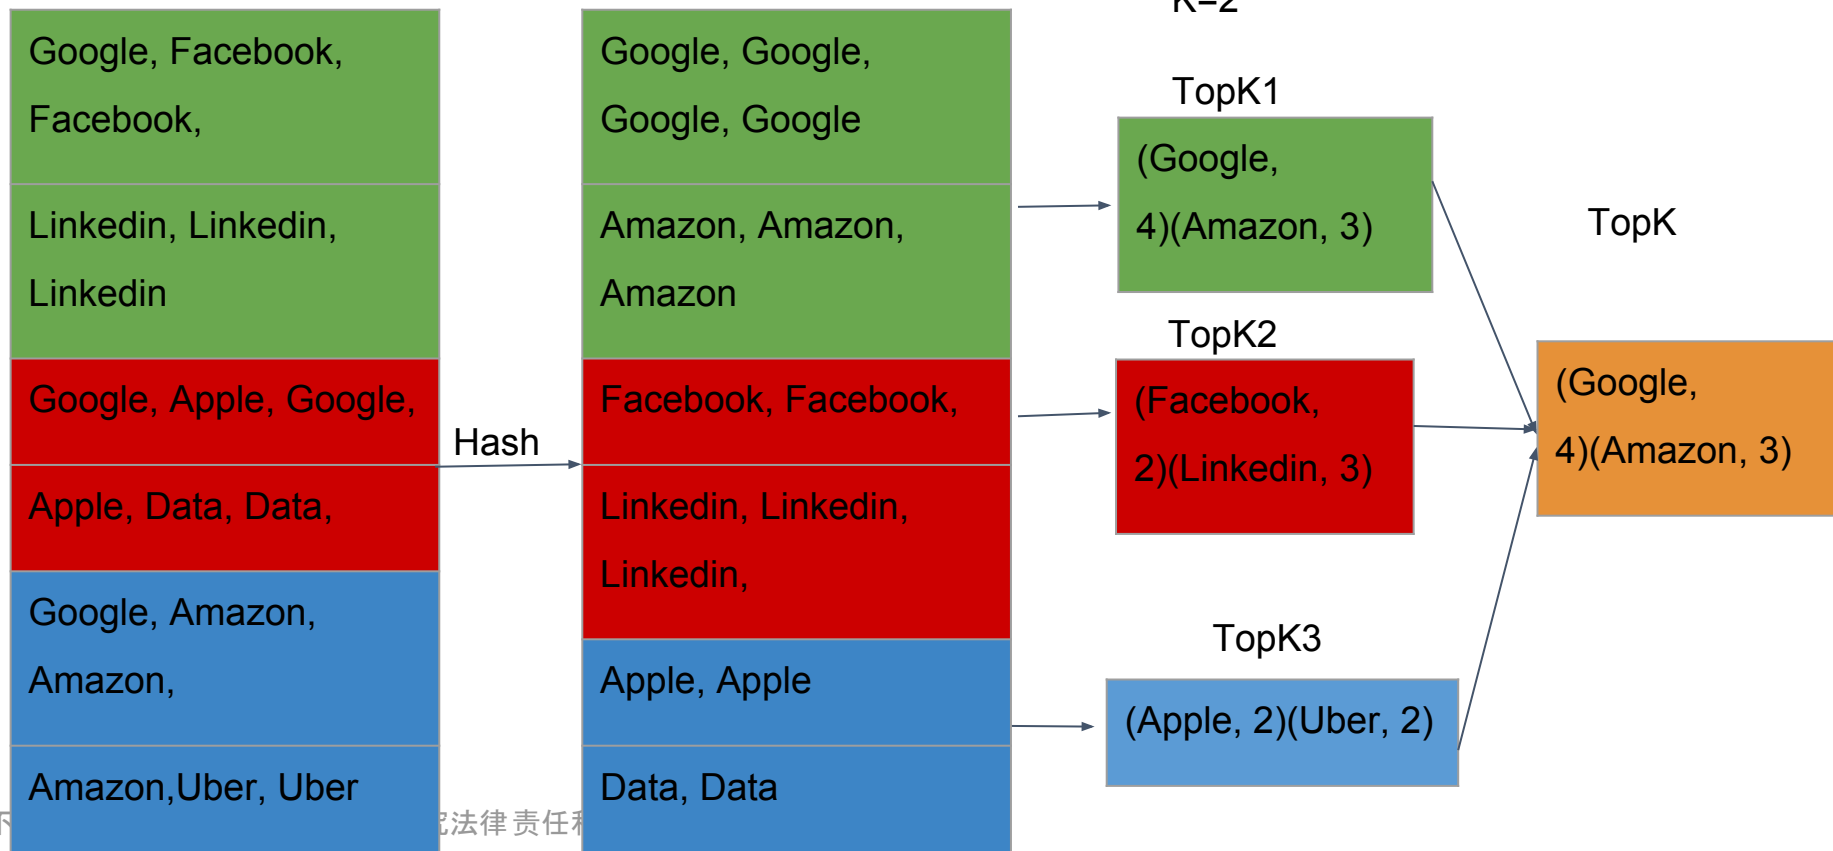 K=2
Google, Facebook,
Facebook,
Linkedin, Linkedin,
Linkedin
Google, Apple, Google,
Apple, Data, Data,
Google, Amazon,
Amazon,
Amazon,Uber, Uber
Hash
Google, Google,
Google, Google
Amazon, Amazon,
Amazon
Facebook, Facebook,
Linkedin, Linkedin,
Linkedin,
Apple, Apple
Data, Data
TopK1
(Google,
4)(Amazon, 3)
TopK2
(Facebook,
2)(Linkedin, 3)
TopK3
(Apple, 2)(Uber, 2)
TopK
(Google,
4)(Amazon, 3)
法律责任